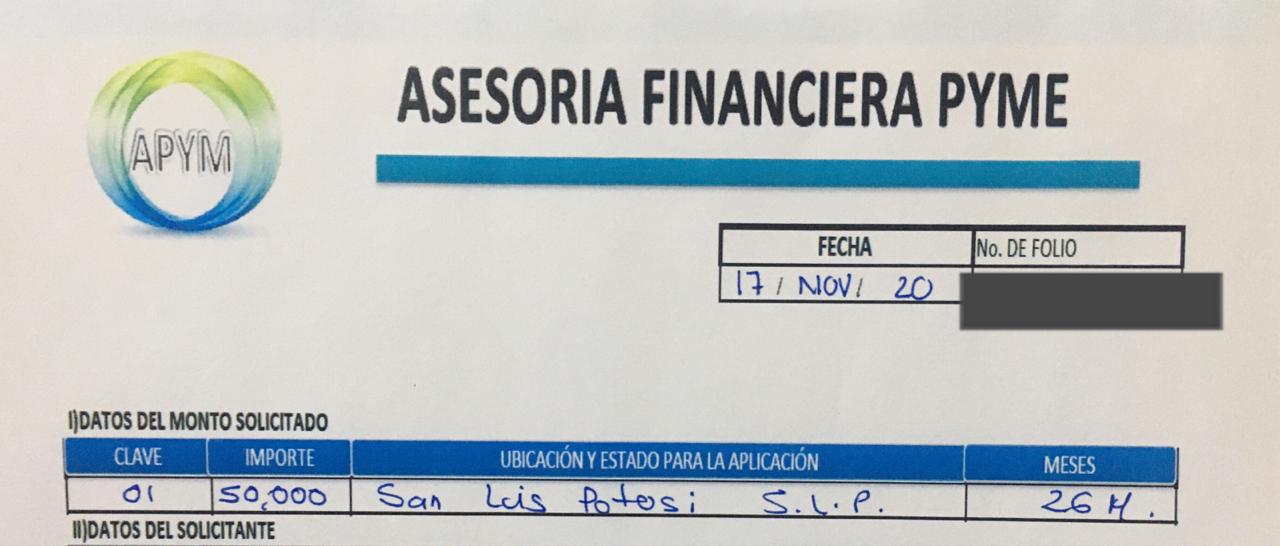 APYM
ASESORIA FINANCIERA PYME
FECHA No. DE FOLIO
17 / NOV / 20
I)DATOS DEL MONTO SOLICITADO
CLAVE IMPORTE UBICACIÓN Y ESTADO PARA LA APLICACIÓN MESES
01 50,000 San Luis Potosi S.L.P. 26 M.
II)DATOS DEL SOLICITANTE